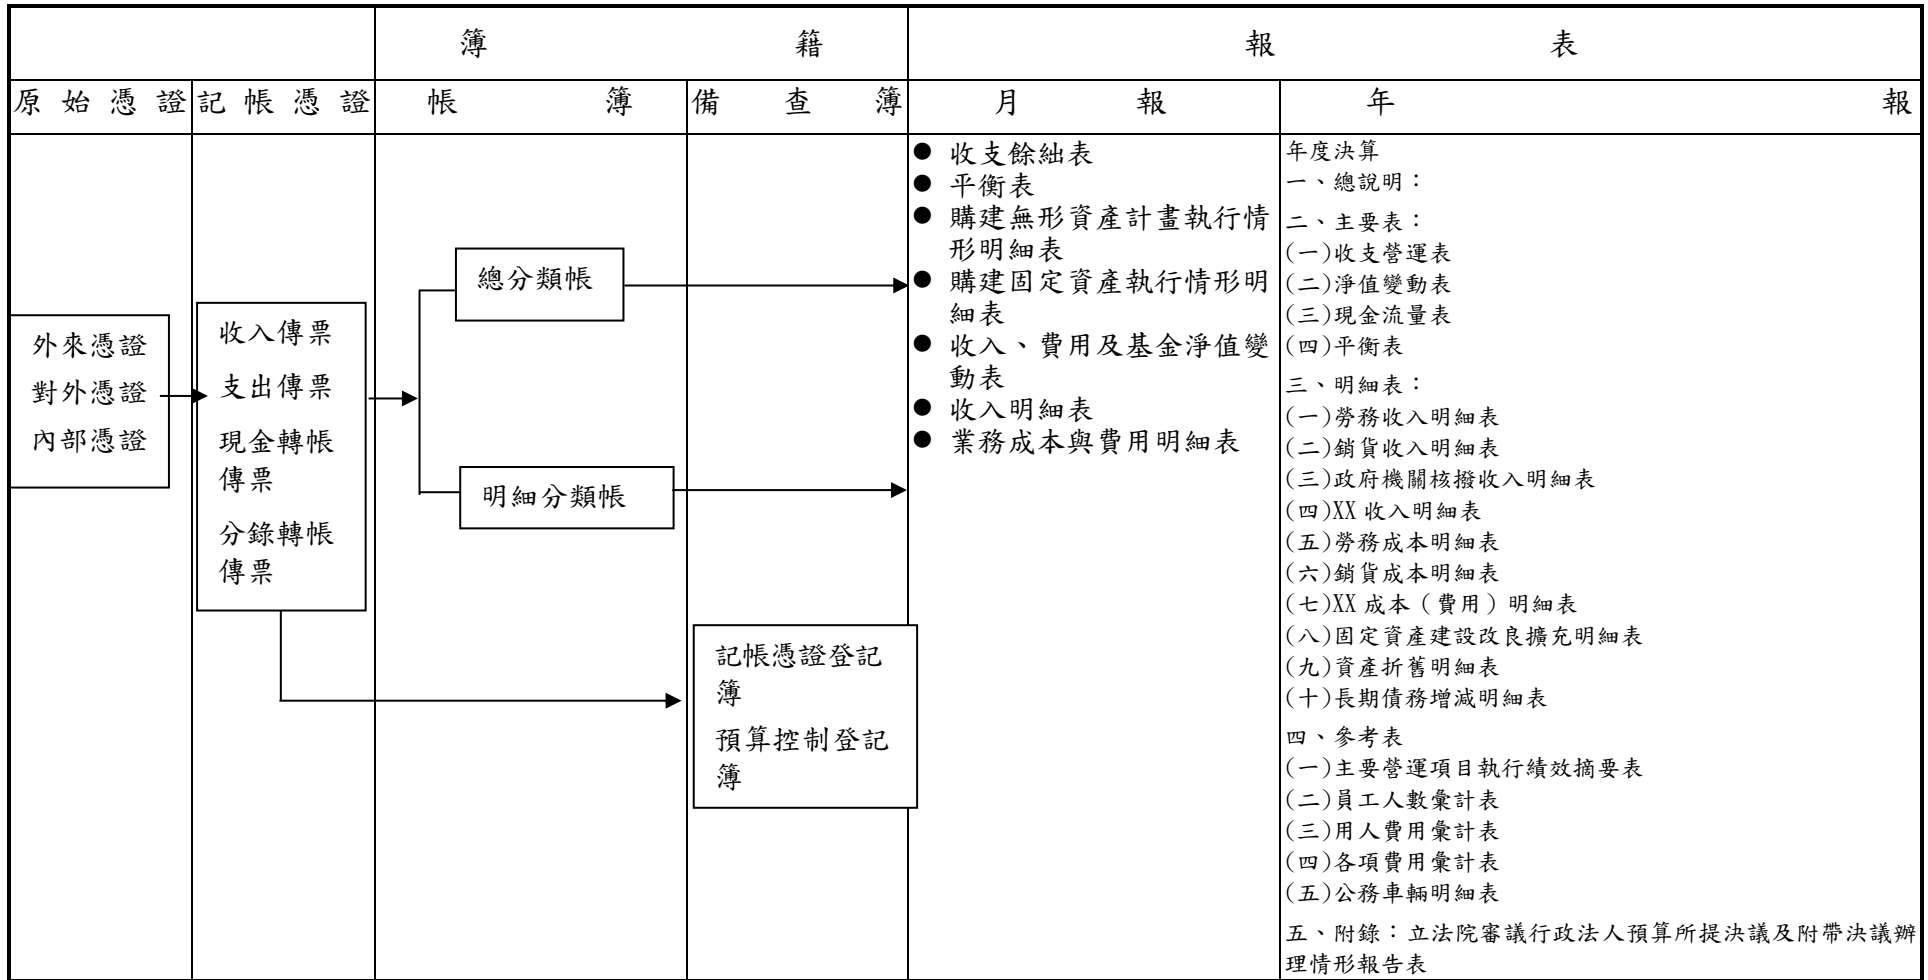 簿籍
報表
原始憑證
記帳憑證
帳簿
備查簿
月報
年報
外來憑證
對外憑證
內部憑證
收入傳票
支出傳票
現金轉帳
傳票
分錄轉帳
傳票
總分類帳
明細分類帳
記帳憑證登記
簿
預算控制登記
簿
● 收支餘絀表
● 平衡表
● 購建無形資產計畫執行情
形明細表
● 購建固定資產執行情形明
細表
● 收入、費用及基金淨值變
動表
● 收入明細表
● 業務成本與費用明細表
年度決算
一、總說明：
二、主要表：
(一)收支營運表
(二)淨值變動表
(三)現金流量表
(四)平衡表
三、明細表：
(一)勞務收入明細表
(二)銷貨收入明細表
(三)政府機關核撥收入明細表
(四)XX 收入明細表
(五)勞務成本明細表
(六)銷貨成本明細表
(七)XX 成本（費用）明細表
(八)固定資產建設改良擴充明細表
(九)資產折舊明細表
(十)長期債務增減明細表
四、參考表
(一)主要營運項目執行績效摘要表
(二)員工人數彙計表
(三)用人費用彙計表
(四)各項費用彙計表
(五)公務車輛明細表
五、附錄：立法院審議行政法人預算所提決議及附帶決議辦
理情形報告表